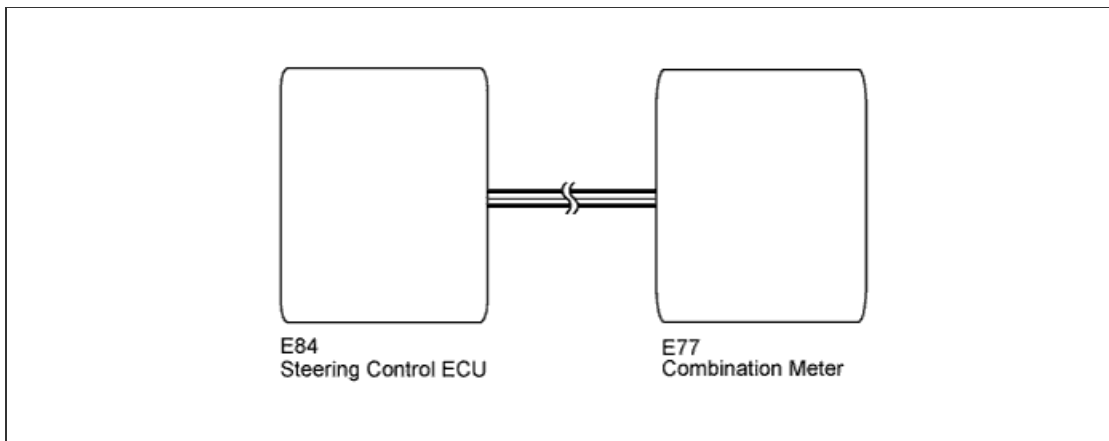 E84
Steering Control ECU
E77
Combination Meter